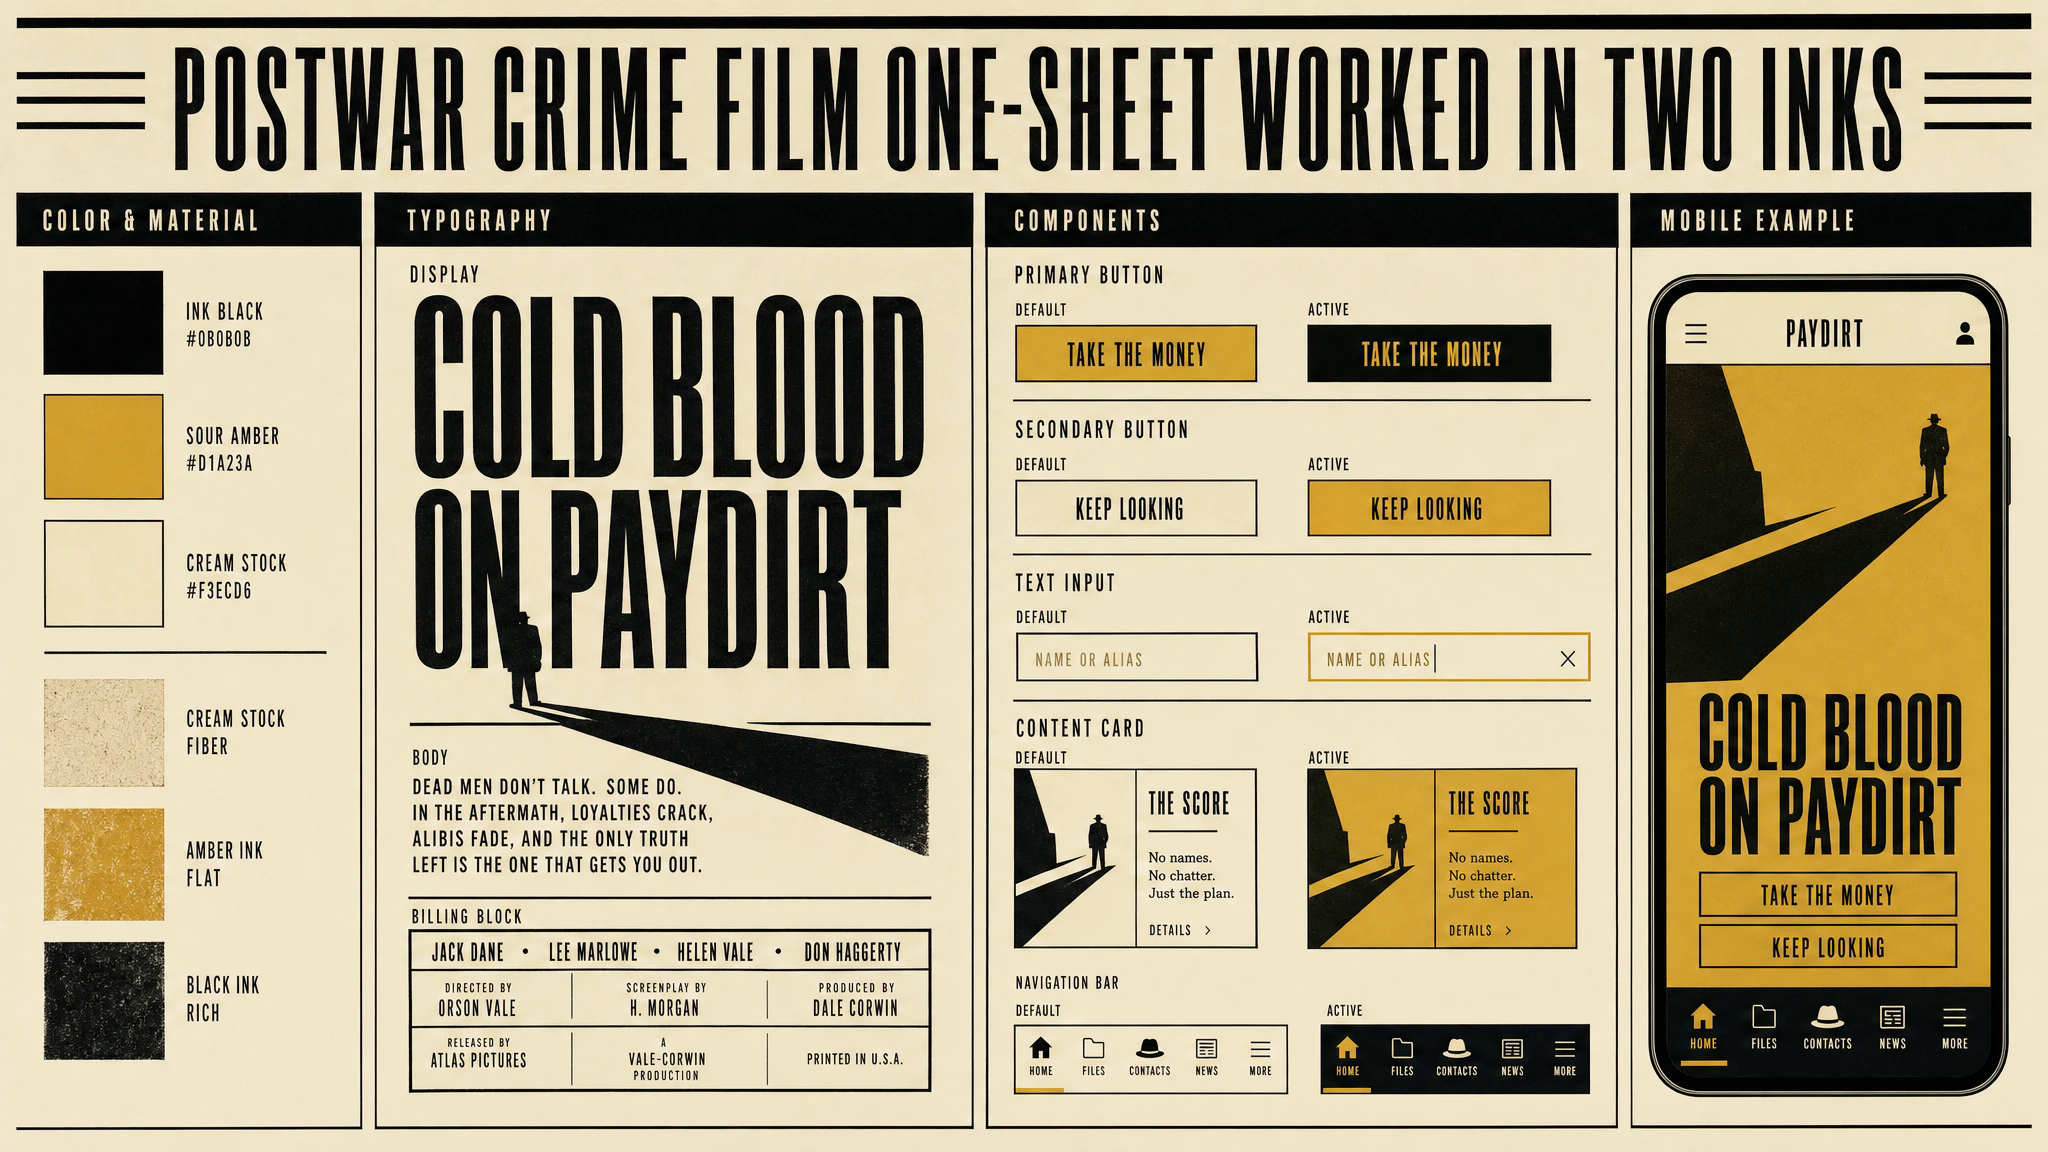 POSTWAR CRIME FILM ONE-SHEET WORKED IN TWO INKS
COLOR & MATERIAL
INK BLACK
#0B0B0B
SOUR AMBER
#D1A23A
CREAM STOCK
#F3ECD6
CREAM STOCK
FIBER
AMBER INK
FLAT
BLACK INK
RICH
TYPOGRAPHY
DISPLAY
COLD BLOOD
ON PAYDIRT
BODY
DEAD MEN DON'T TALK. SOME DO.
IN THE AFTERMATH, LOYALTIES CRACK,
ALIBIS FADE, AND THE ONLY TRUTH
LEFT IS THE ONE THAT GETS YOU OUT.
BILLING BLOCK
JACK DANE • LEE MARLOWE • HELEN VALE • DON HAGGERTY
DIRECTED BY
ORSON VALE
SCREENPLAY BY
H. MORGAN
PRODUCED BY
DALE CORWIN
RELEASED BY
ATLAS PICTURES
A
VALE-CORWIN
PRODUCTION
PRINTED IN U.S.A.
COMPONENTS
PRIMARY BUTTON
DEFAULT
TAKE THE MONEY
ACTIVE
TAKE THE MONEY
SECONDARY BUTTON
DEFAULT
KEEP LOOKING
ACTIVE
KEEP LOOKING
TEXT INPUT
DEFAULT
NAME OR ALIAS
ACTIVE
NAME OR ALIAS
CONTENT CARD
DEFAULT
THE SCORE
No names.
No chatter.
Just the plan.
DETAILS >
ACTIVE
THE SCORE
No names.
No chatter.
Just the plan.
DETAILS >
NAVIGATION BAR
DEFAULT
HOME FILES CONTACTS NEWS MORE
ACTIVE
HOME FILES CONTACTS NEWS MORE
MOBILE EXAMPLE
PAYDIRT
COLD BLOOD
ON PAYDIRT
TAKE THE MONEY
KEEP LOOKING
HOME FILES CONTACTS NEWS MORE